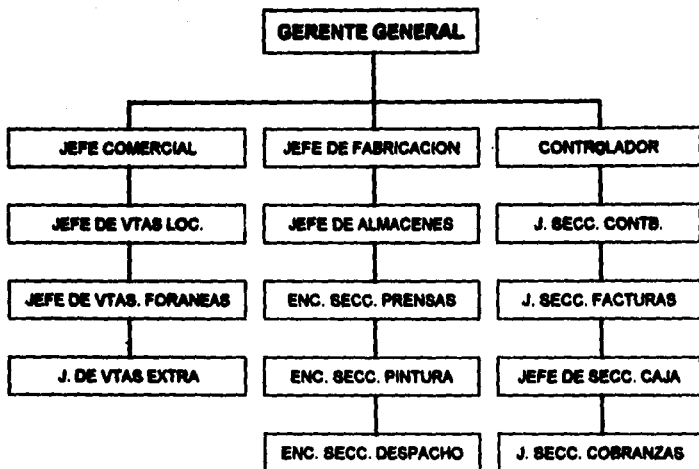 GERENTE GENERAL
JEFE COMERCIAL
JEFE DE FABRICACION
CONTROLADOR
JEFE DE VTAS LOC.
JEFE DE ALMACENES
J. SECC. CONTB.
JEFE DE VTAS. FORANEAS
ENC. SECC. PRENSAS
J. SECC. FACTURAS
J. DE VTAS EXTRA
ENC. SECC. PINTURA
JEFE DE SECC. CAJA
ENC. SECC. DESPACHO
J. SECC. COBRANZAS